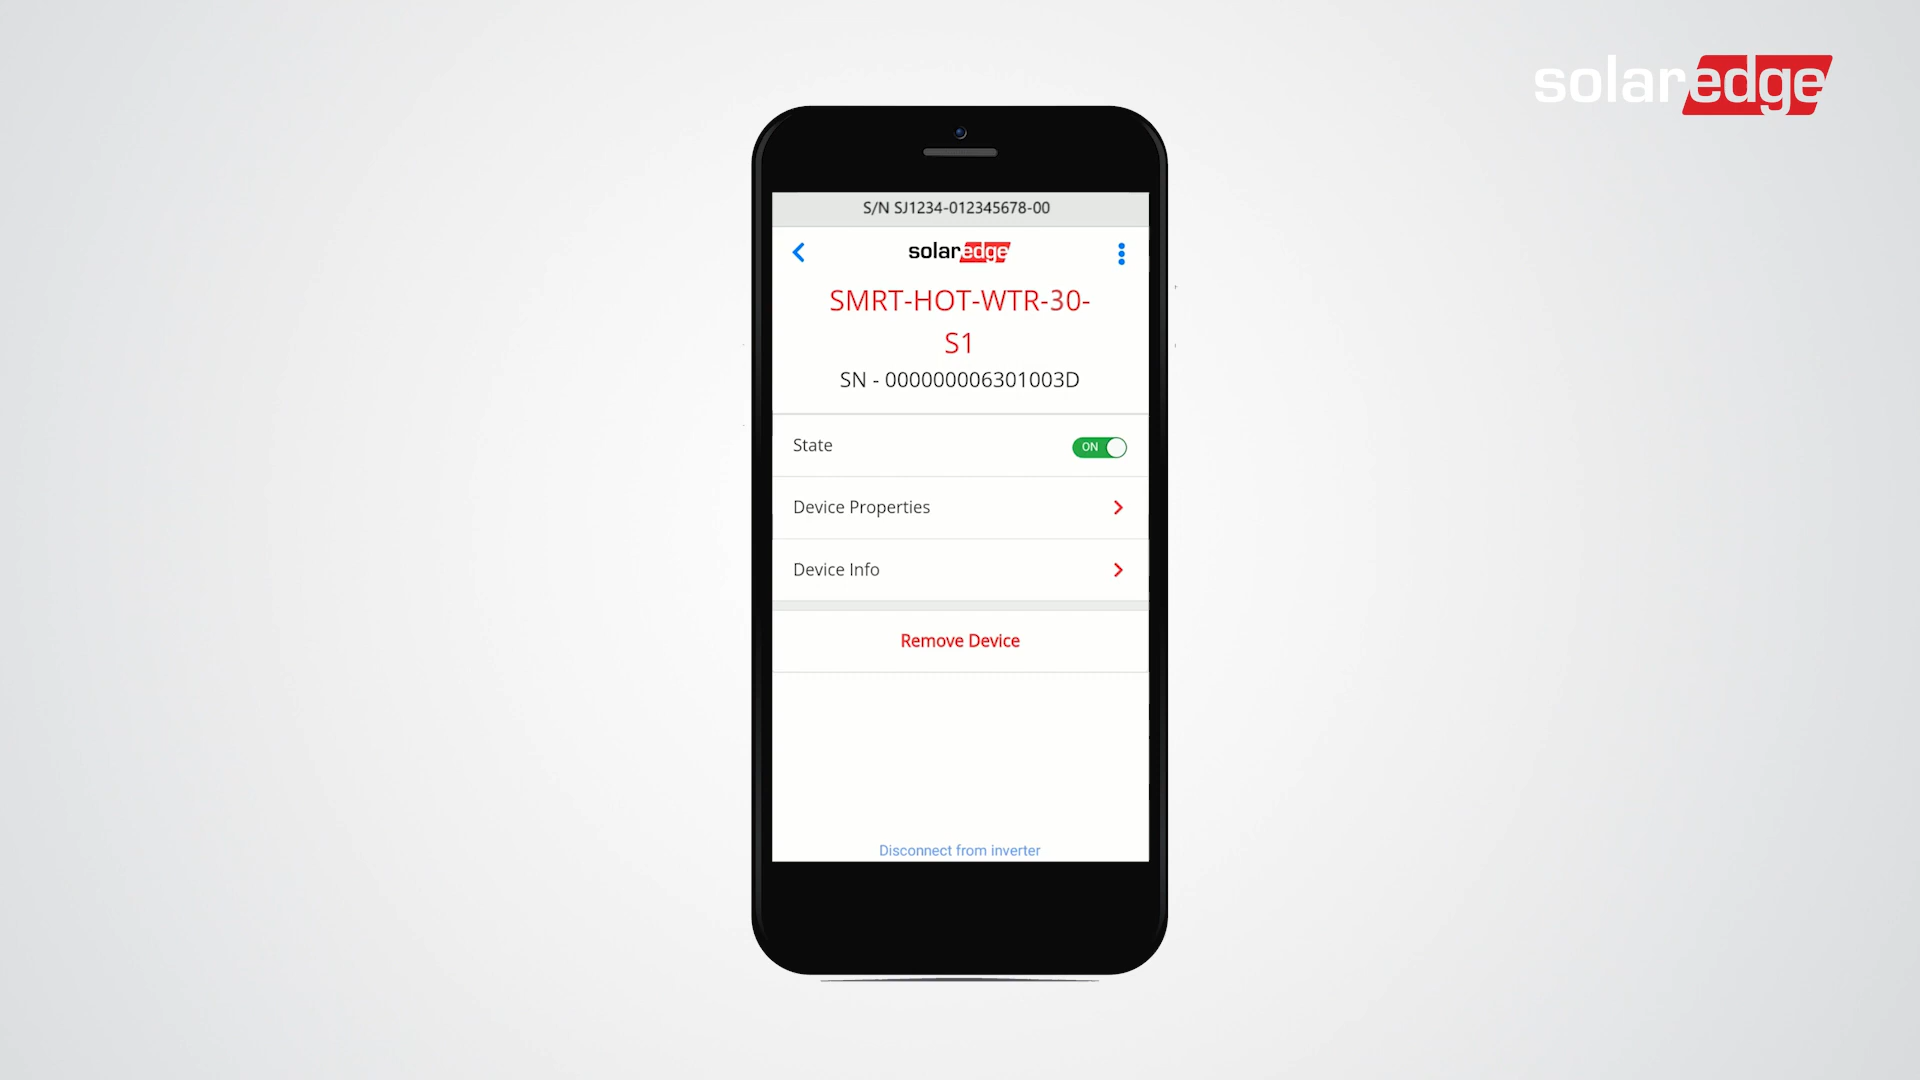 solaredge
S/N SJ1234-012345678-00
solaredge
SMRT-HOT-WTR-30-
S1
SN - 000000006301003D
State
ON
Device Properties
Device Info
Remove Device
Disconnect from inverter